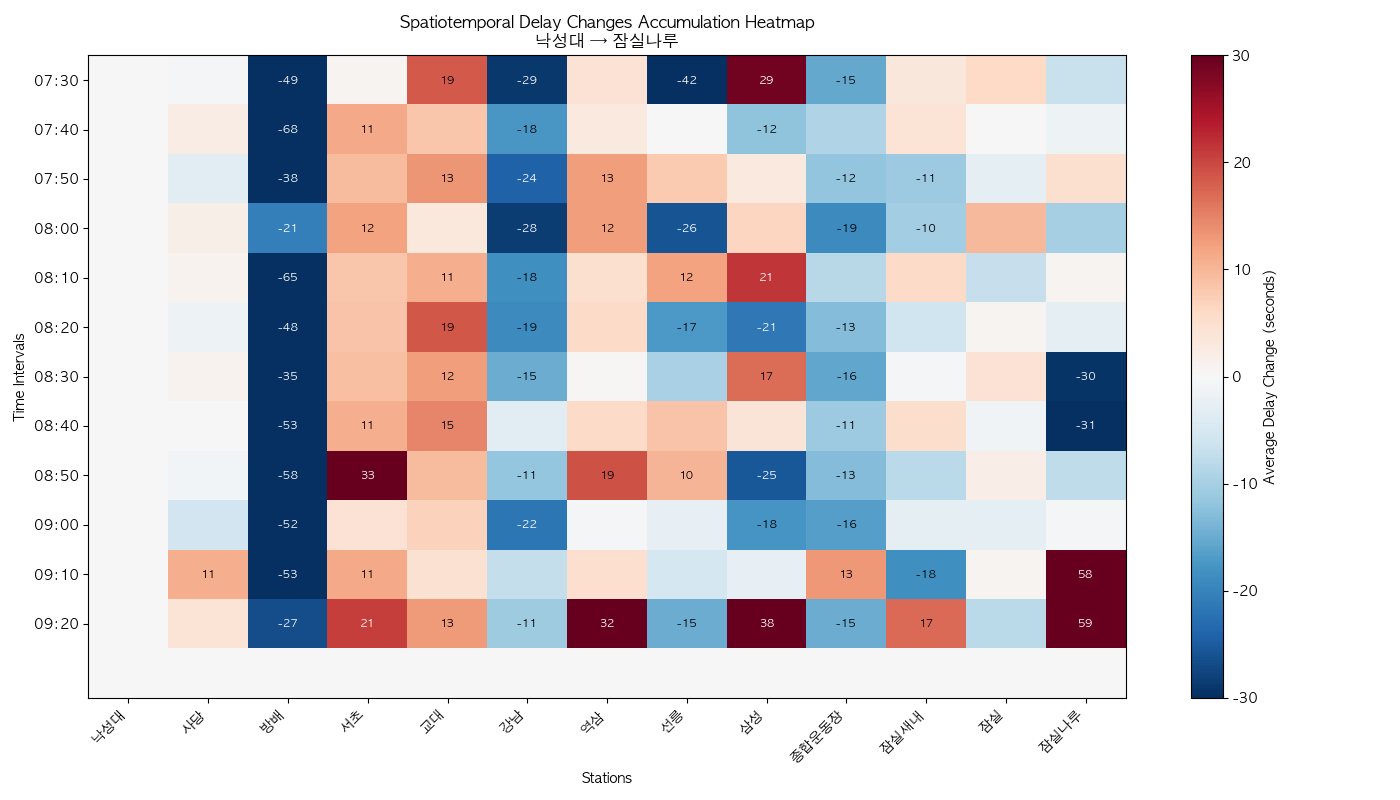 Spatiotemporal Delay Changes Accumulation Heatmap
낙성대 → 잠실나루
Time Intervals
07:30 -49 19 -29 -42 29 -15
07:40 -68 11 -18 -12
07:50 -38 13 -24 13 -12 -11
08:00 -21 12 -28 12 -26 -19 -10
08:10 -65 11 -18 12 21
08:20 -48 19 -19 -17 -21 -13
08:30 -35 12 -15 17 -16 -30
08:40 -53 11 15 -11 -31
08:50 -58 33 -11 19 10 -25 -13
09:00 -52 -22 -18 -16
09:10 11 -53 11 13 -18 58
09:20 -27 21 13 -11 32 -15 38 -15 17 59
낙성대 사당 방배 서초 교대 강남 역삼 선릉 삼성 종합운동장 잠실새내 잠실 잠실나루
Stations
30
20
10
0
-10
-20
-30
Average Delay Change (seconds)